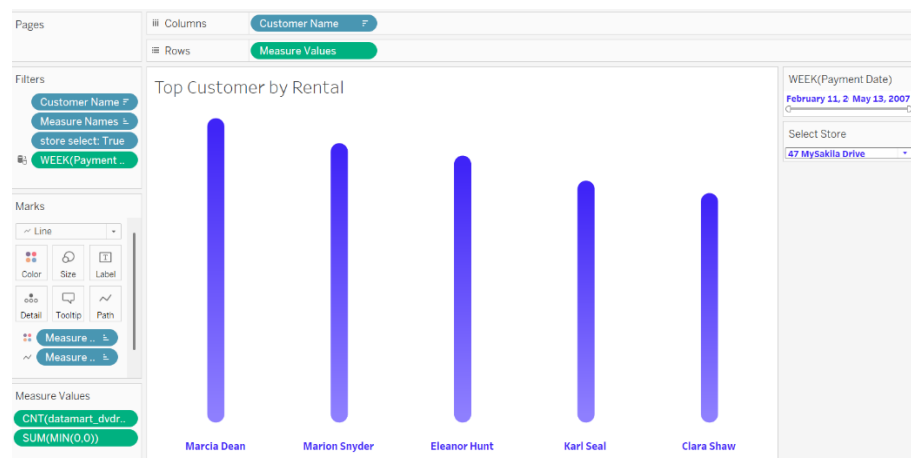 Pages
Columns
Customer Name
Rows
Measure Values
Filters
Customer Name
Measure Names
store select: True
WEEK(Payment ..
Marks
Line
Color Size Label
Detail Tooltip Path
Measure ..
Measure ..
Measure Values
CNT(datamart_dvdr..
SUM(MIN(0,0))
Top Customer by Rental
Marcia Dean Marion Snyder Eleanor Hunt Karl Seal Clara Shaw
WEEK(Payment Date)
February 11, 2 May 13, 2007
Select Store
47 MySakila Drive